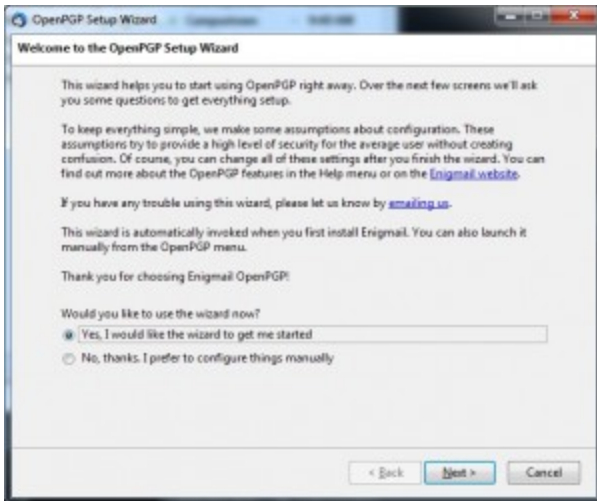 OpenPGP Setup Wizard
Welcome to the OpenPGP Setup Wizard
This wizard helps you to start using OpenPGP right away. Over the next few screens we'll ask
you some questions to get everything setup.
To keep everything simple, we make some assumptions about configuration. These
assumptions try to provide a high level of security for the average user without creating
confusion. Of course, you can change all of these settings after you finish the wizard. You can
find out more about the OpenPGP features in the Help menu or on the Enigmail website.
If you have any trouble using this wizard, please let us know by emailing us.
This wizard is automatically invoked when you first install Enigmail. You can also launch it
manually from the OpenPGP menu.
Thank you for choosing Enigmail OpenPGP!
Would you like to use the wizard now?
Yes, I would like the wizard to get me started
No, thanks. I prefer to configure things manually
< Back Next > Cancel